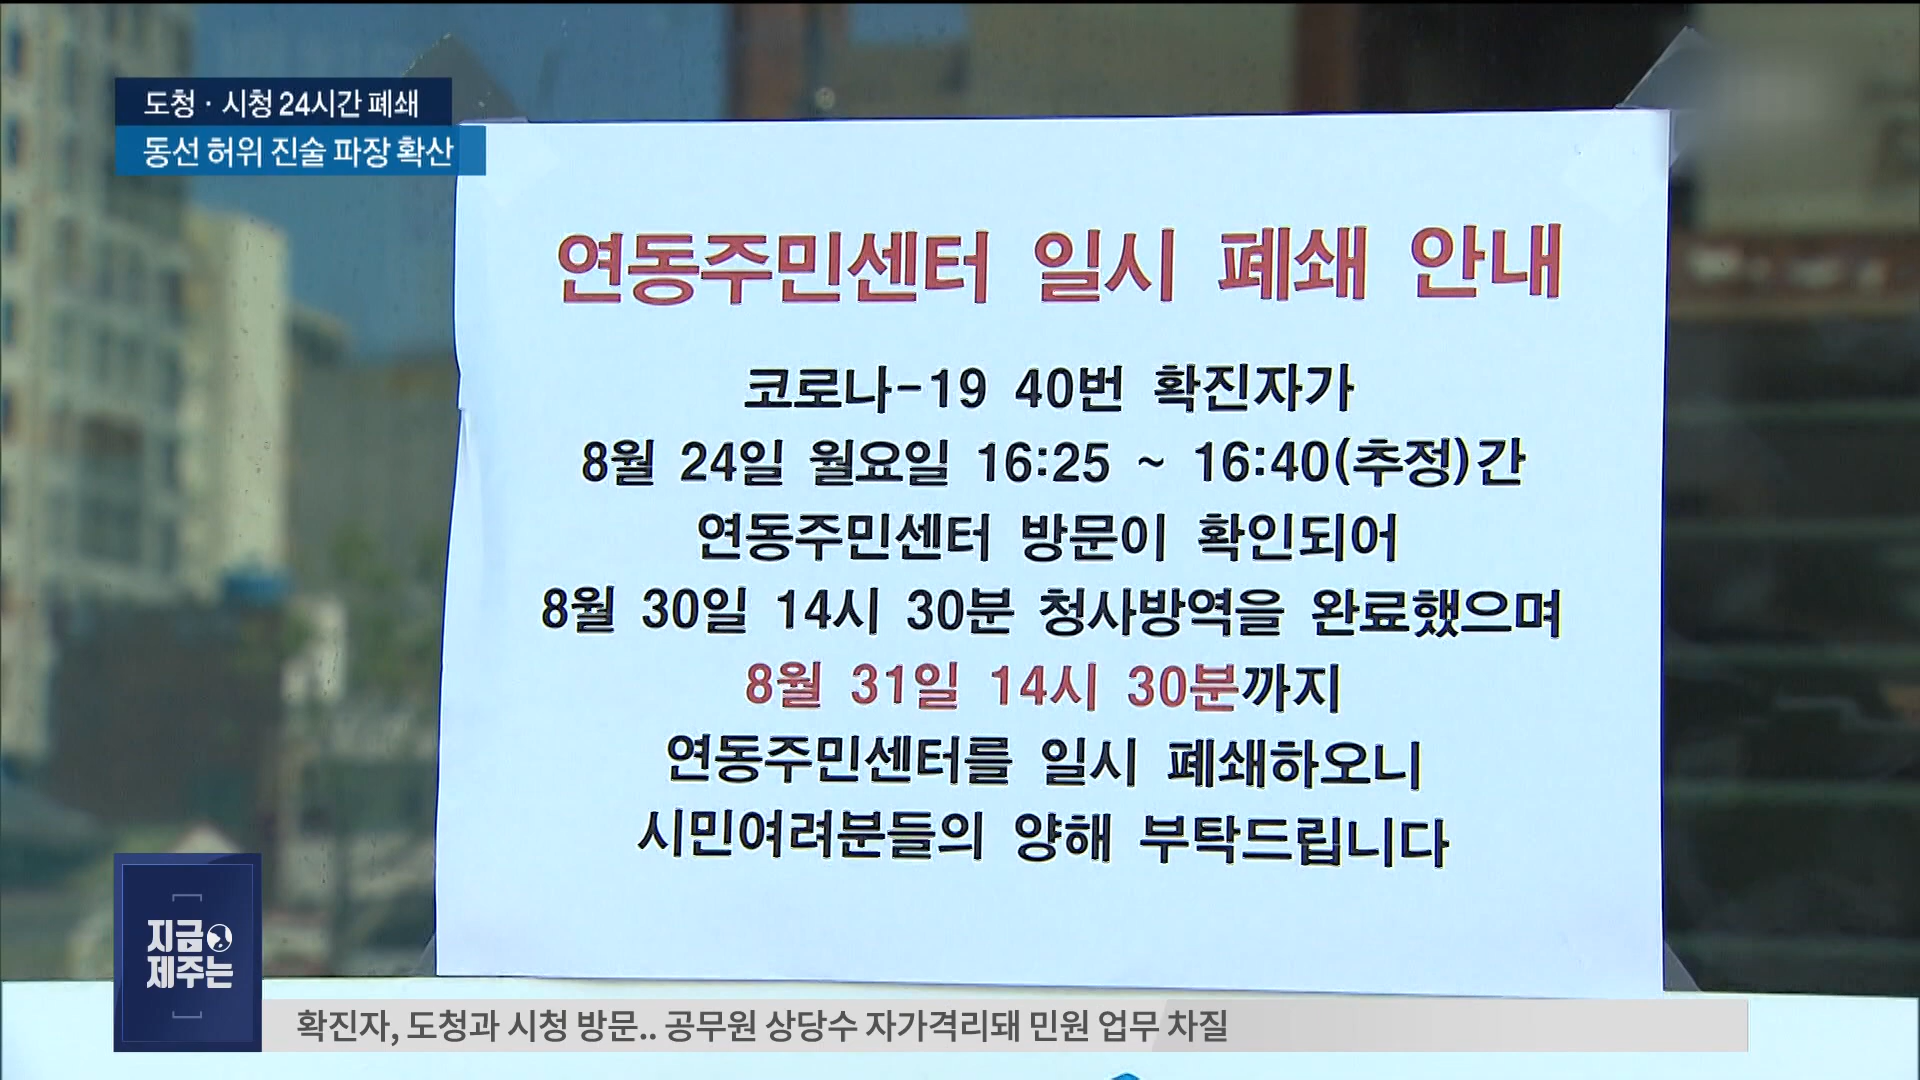 도청·시청 24시간 폐쇄
동선 허위 진술 파장 확산
연동주민센터 일시 폐쇄 안내
코로나-19 40번 확진자가
8월 24일 월요일 16:25 ~ 16:40(추정)간
연동주민센터 방문이 확인되어
8월 30일 14시 30분 청사방역을 완료했으며
8월 31일 14시 30분까지
연동주민센터를 일시 폐쇄하오니
시민여려분들의 양해 부탁드립니다
지금
제주는
확진자, 도청과 시청 방문.. 공무원 상당수 자가격리돼 민원 업무 차질